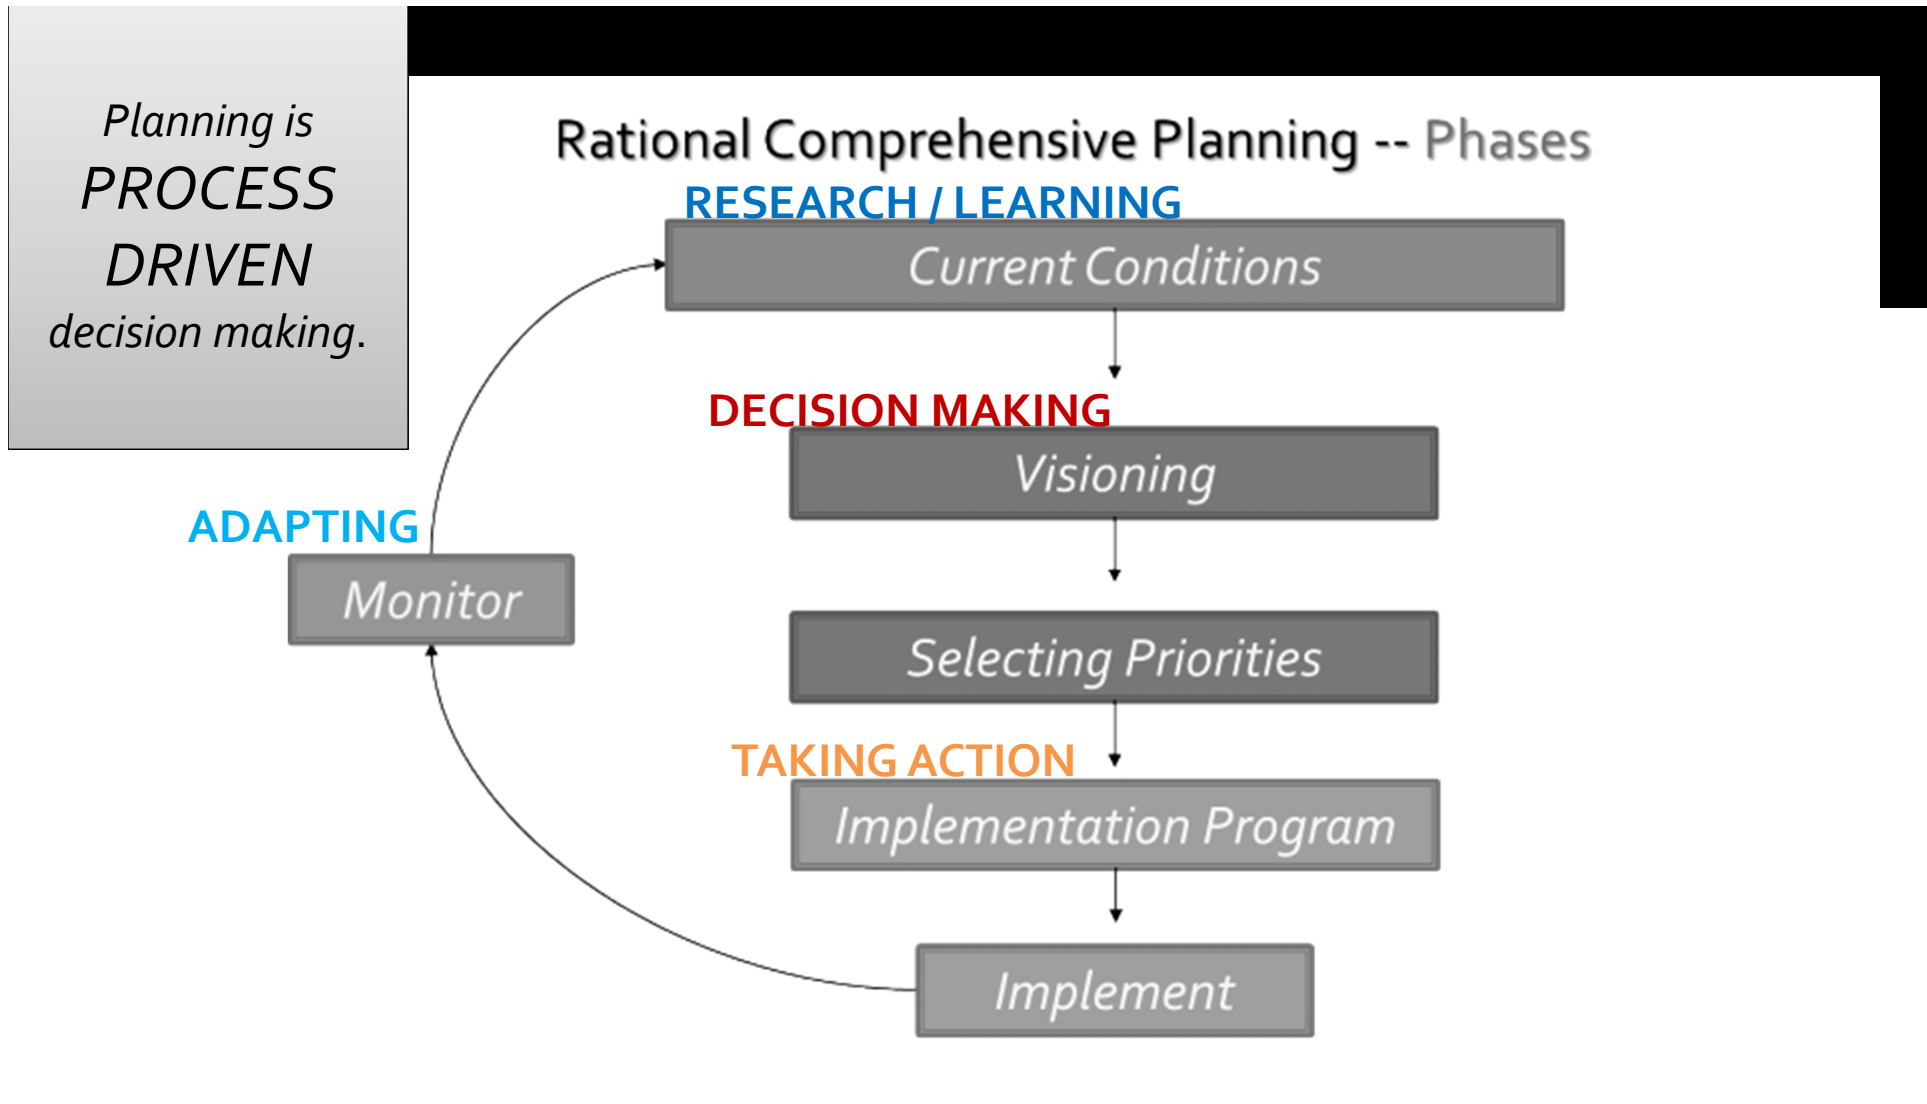 Planning is
PROCESS
DRIVEN
decision making.
Rational Comprehensive Planning -- Phases
RESEARCH / LEARNING
Current Conditions
DECISION MAKING
Visioning
ADAPTING
Monitor
Selecting Priorities
TAKING ACTION
Implementation Program
Implement